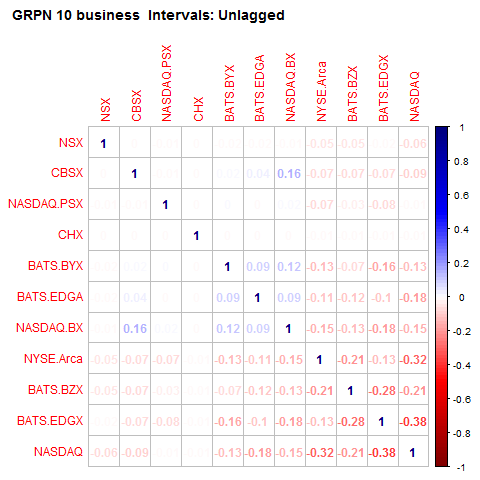 GRPN 10 business  Intervals: Unlagged
NSX CBSX NASDAQ.PSX CHX BATS.BYX BATS.EDGA NASDAQ.BX NYSE.Arca BATS.BZX BATS.EDGX NASDAQ
NSX 1 -0.05 -0.05 -0.06
CBSX 1 0.04 0.16 -0.07 -0.07 -0.07 -0.09
NASDAQ.PSX 1 -0.07 -0.03 -0.08
CHX 1
BATS.BYX 1 0.09 0.12 -0.13 -0.07 -0.16 -0.13
BATS.EDGA 0.04 0.09 1 0.09 -0.11 -0.12 -0.1 -0.18
NASDAQ.BX 0.16 0.12 0.09 1 -0.15 -0.13 -0.18 -0.15
NYSE.Arca -0.05 -0.07 -0.07 -0.13 -0.11 -0.15 1 -0.21 -0.13 -0.32
BATS.BZX -0.05 -0.07 -0.03 -0.07 -0.12 -0.13 -0.21 1 -0.28 -0.21
BATS.EDGX -0.07 -0.08 -0.16 -0.1 -0.18 -0.13 -0.28 1 -0.38
NASDAQ -0.06 -0.09 -0.13 -0.18 -0.15 -0.32 -0.21 -0.38 1
1
0.8
0.6
0.4
0.2
0
-0.2
-0.4
-0.6
-0.8
-1